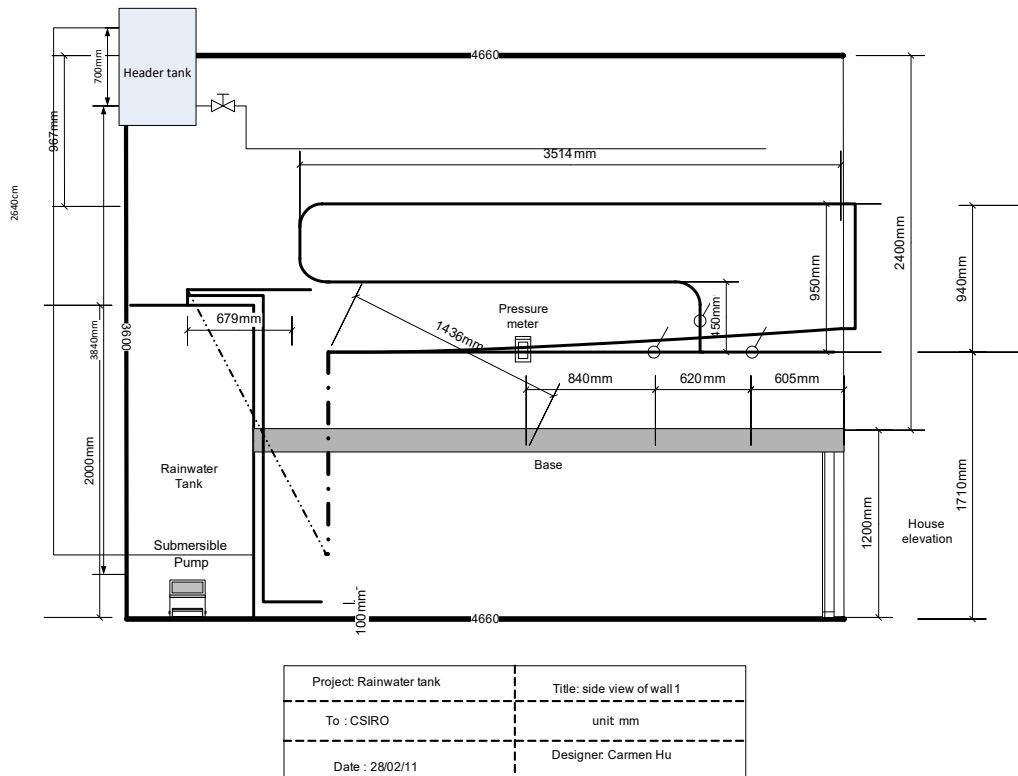 4660
Header tank
700mm
967mm
3514mm
2640cm
2400mm
950mm
940mm
679mm
3600
3840mm
1436mm
Pressure
meter
450mm
840mm
620mm
605mm
2000mm
Rainwater
Tank
Base
1200mm
House
elevation
1710mm
Submersible
Pump
100mm
4660
Project: Rainwater tank
Title: side view of wall 1
To : CSIRO
unit: mm
Date : 28/02/11
Designer: Carmen Hu